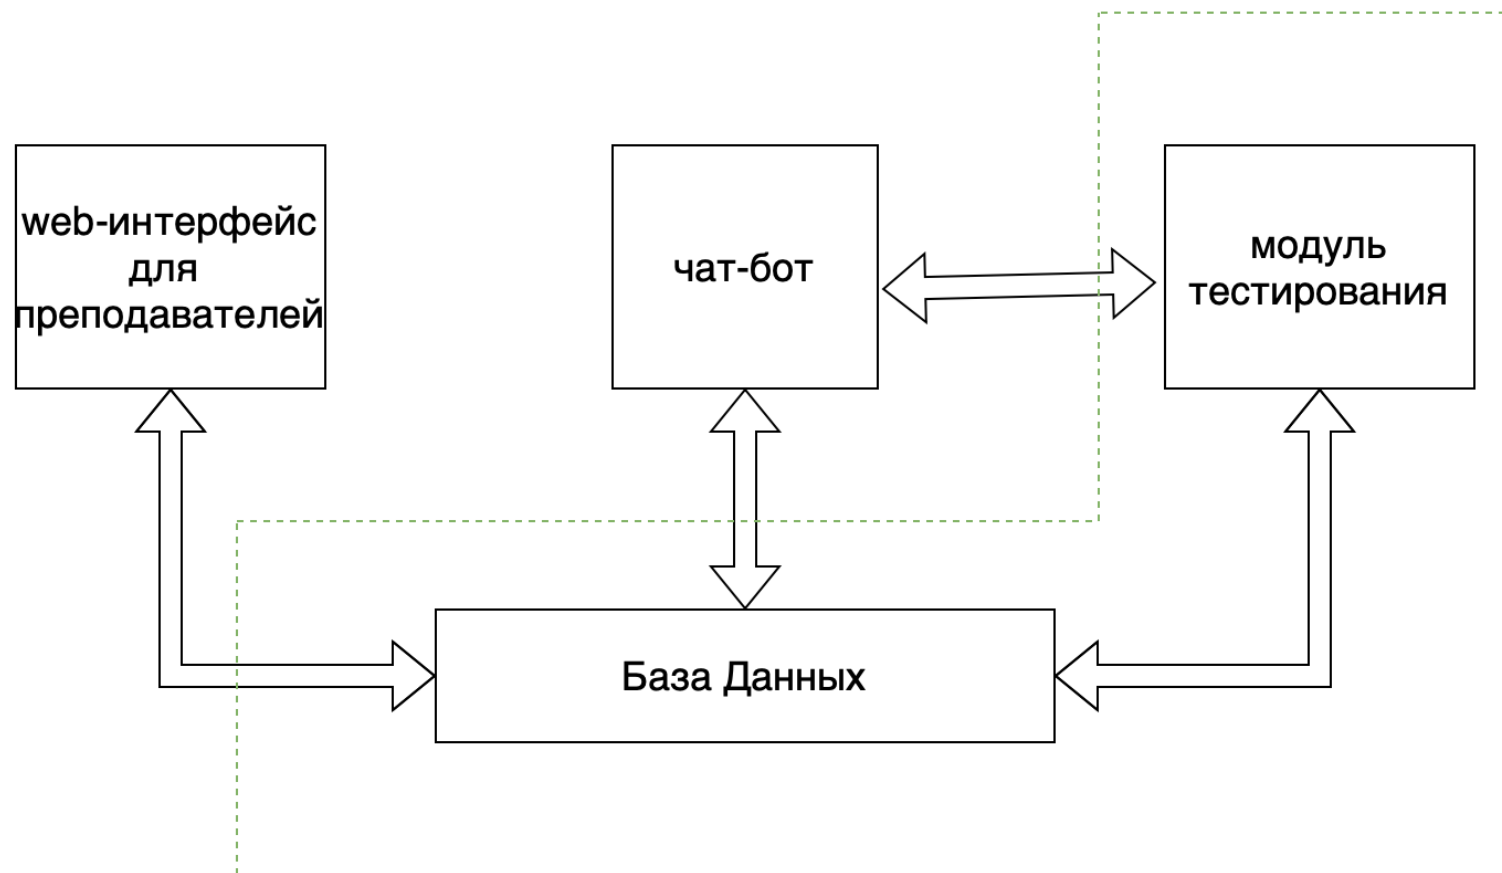 web-интерфейс
для
преподавателей
чат-бот
модуль
тестирования
База Данных